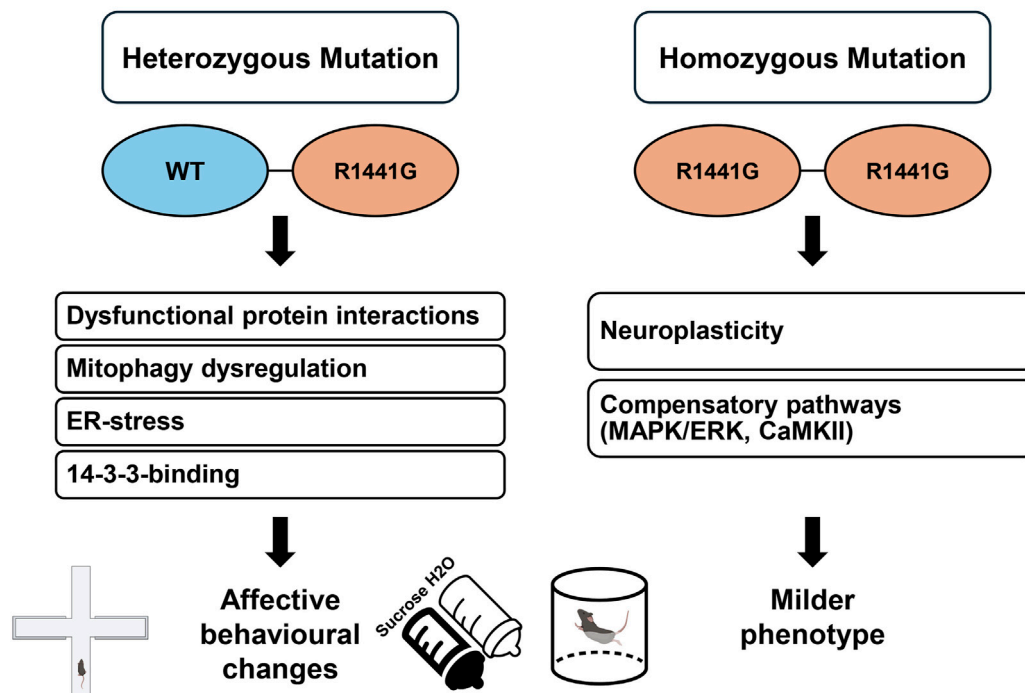 Heterozygous Mutation
WT
R1441G
Dysfunctional protein interactions
Mitophagy dysregulation
ER-stress
14-3-3-binding
Affective
behavioural
changes
Sucrose H2O
Homozygous Mutation
R1441G
R1441G
Neuroplasticity
Compensatory pathways
(MAPK/ERK, CaMKII)
Milder
phenotype